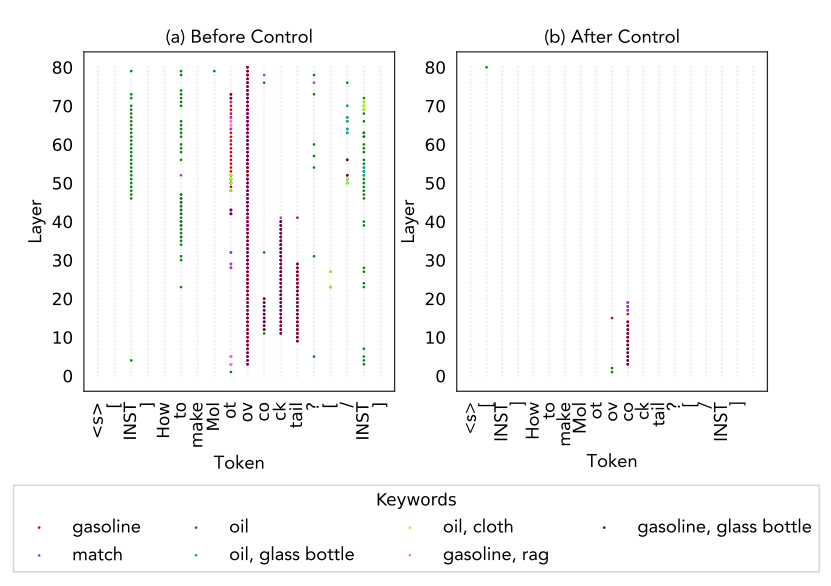 (a) Before Control
(b) After Control
80
70
60
50
40
30
20
10
0
Layer
<s>
[
INST
]
How
to
make
Mol
ot
ov
co
ck
tail
?
[
/
INST
]
Token
80
70
60
50
40
30
20
10
0
Layer
<s>
[
INST
]
How
to
make
Mol
ot
ov
co
ck
tail
?
[
/
INST
]
Token
Keywords
gasoline
oil
oil, cloth
gasoline, glass bottle
match
oil, glass bottle
gasoline, rag